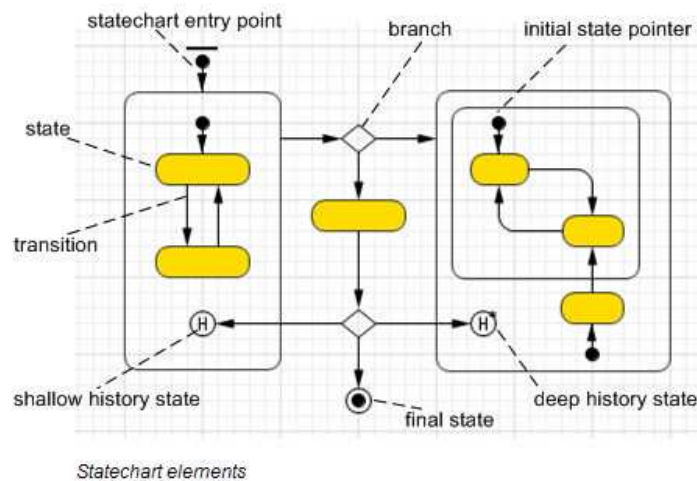 statechart entry point
branch
initial state pointer
state
transition
H
H*
shallow history state
final state
deep history state
Statechart elements